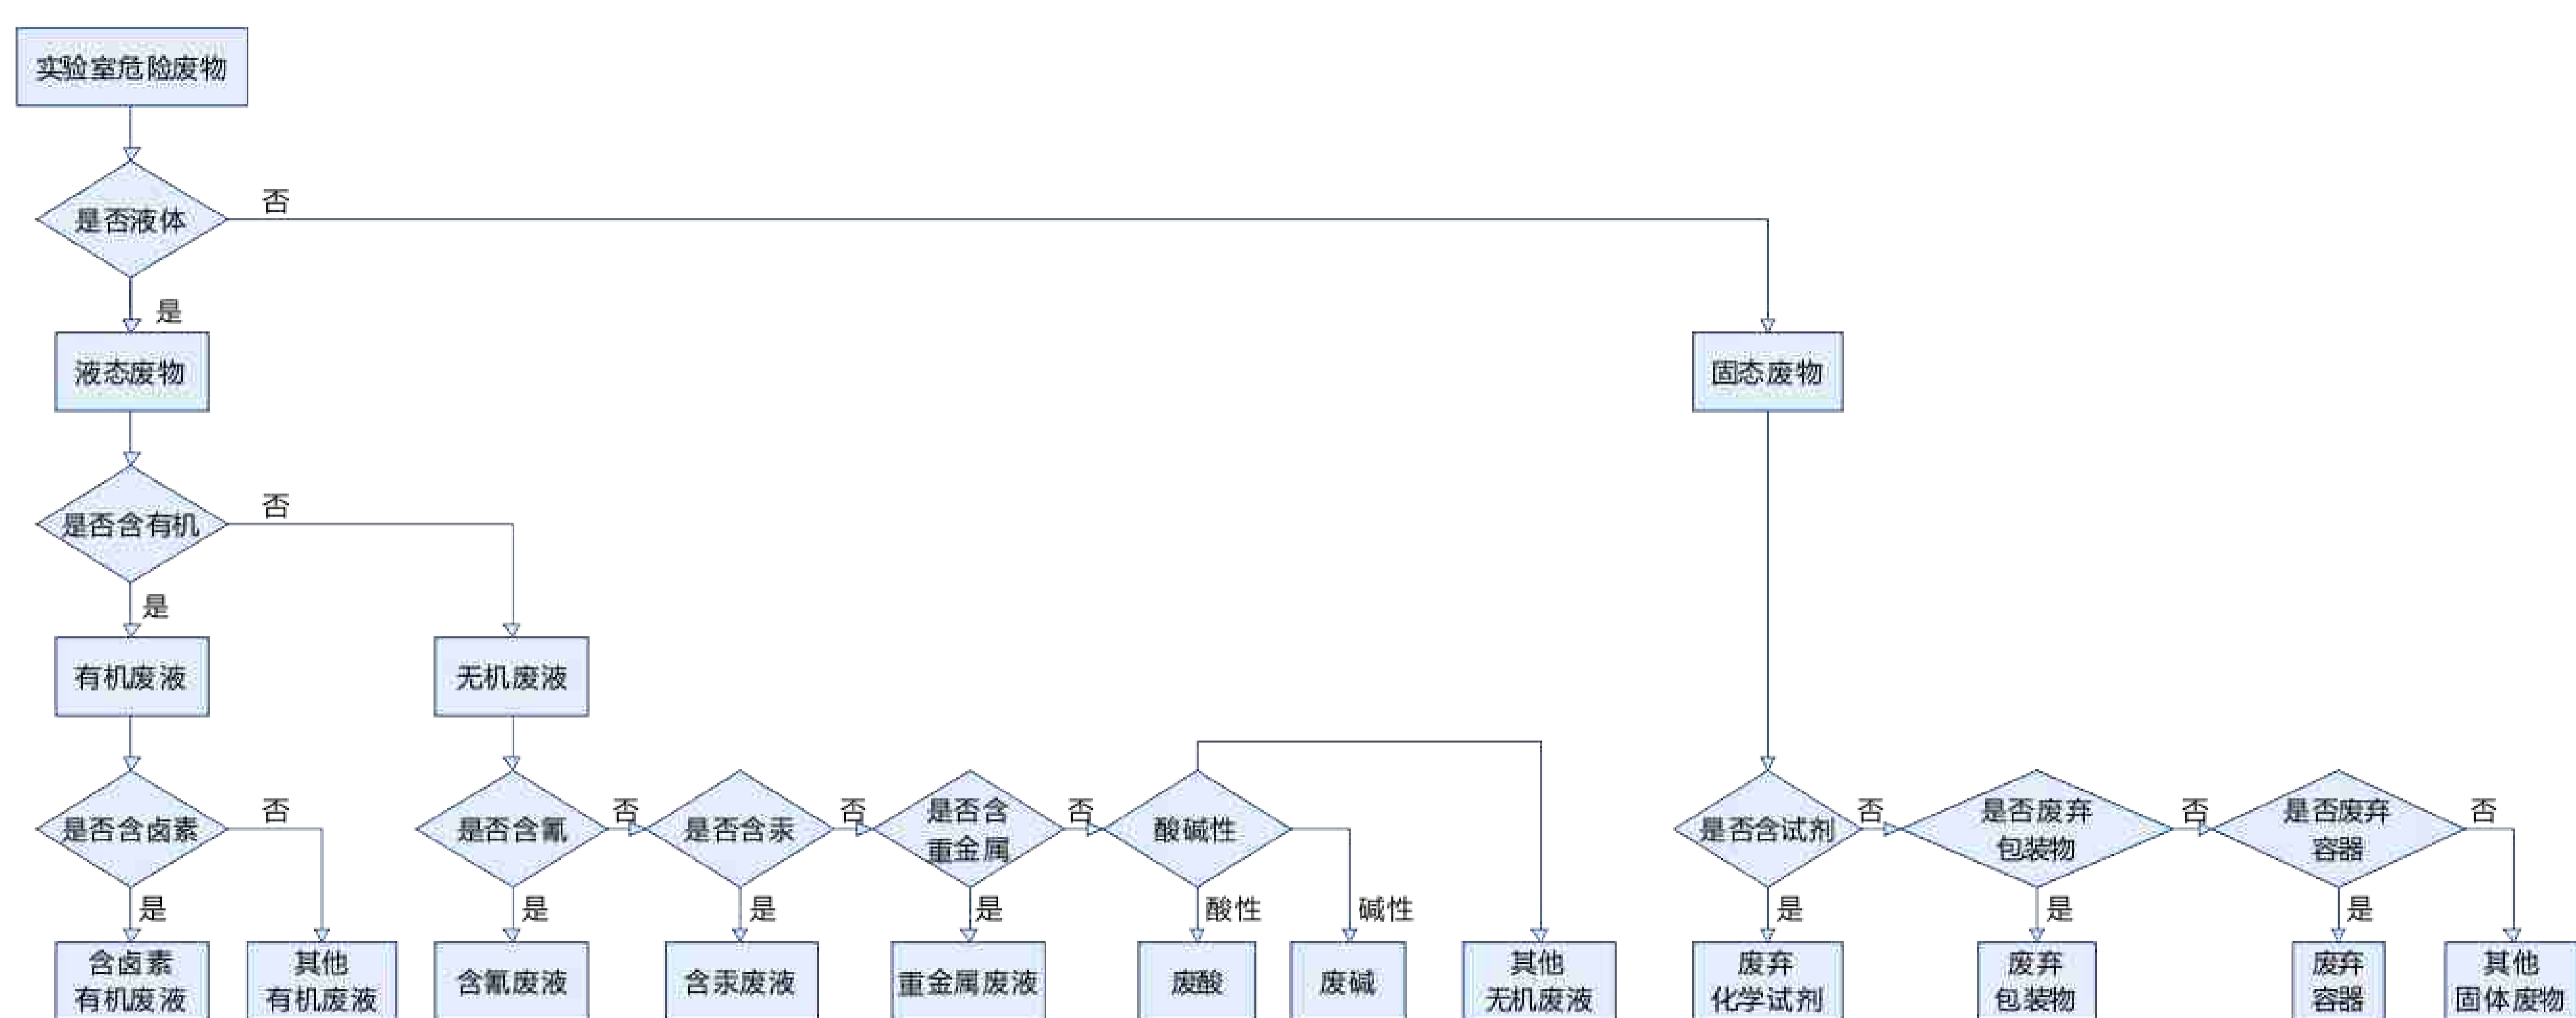 实验室危险废物
否
是否液体
是
液态废物
固态废物
否
是否含有机
是
有机废液
无机废液
是否含卤素
否
是否含氰
否
是否含汞
否
是否含
重金属
否
酸碱性
是否含试剂
否
是否废弃
包装物
否
是否废弃
容器
否
是
是
是
是
酸性
碱性
是
是
是
含卤素
有机废液
其他
有机废液
含氰废液
含汞废液
重金属废液
废酸
废碱
其他
无机废液
废弃
化学试剂
废弃
包装物
废弃
容器
其他
固体废物